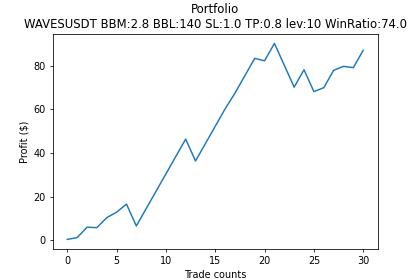 Portfolio
WAVESUSDT BBM:2.8 BBL:140 SL:1.0 TP:0.8 lev:10 WinRatio:74.0
Profit ($)
80
60
40
20
0
0 5 10 15 20 25 30
Trade counts